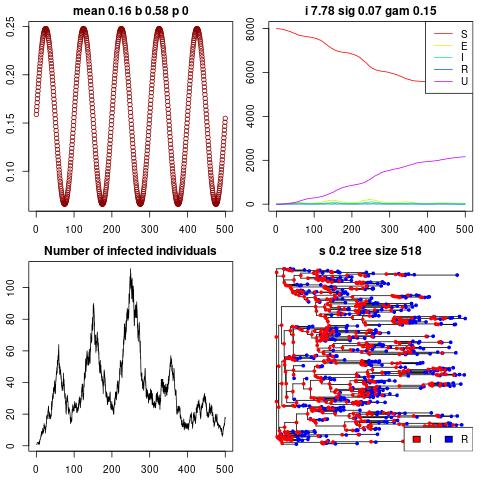 mean 0.16 b 0.58 p 0
0.25
0.20
0.15
0.10
0 100 200 300 400 500
i 7.78 sig 0.07 gam 0.15
8000
6000
4000
2000
0
S
E
I
R
U
0 100 200 300 400 500
Number of infected individuals
100
80
60
40
20
0
0 100 200 300 400 500
s 0.2 tree size 518
I R